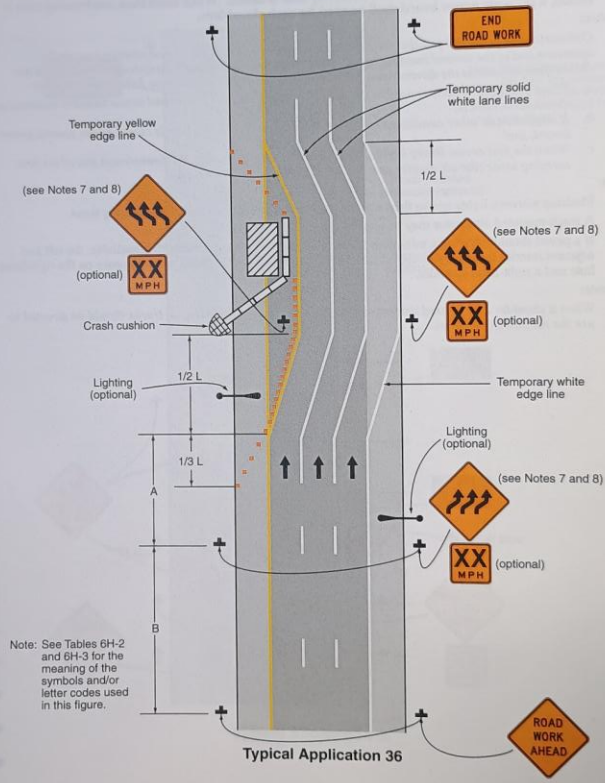 END
ROAD WORK
Temporary solid
white lane lines
Temporary yellow
edge line
1/2 L
(see Notes 7 and 8)
(optional)
XX
MPH
(see Notes 7 and 8)
XX
MPH
(optional)
Crash cushion
1/2 L
Lighting
(optional)
Temporary white
edge line
Lighting
(optional)
1/3 L
A
(see Notes 7 and 8)
XX
MPH
(optional)
B
Note: See Tables 6H-2
and 6H-3 for the
meaning of the
symbols and/or
letter codes used
in this figure.
ROAD
WORK
AHEAD
Typical Application 36